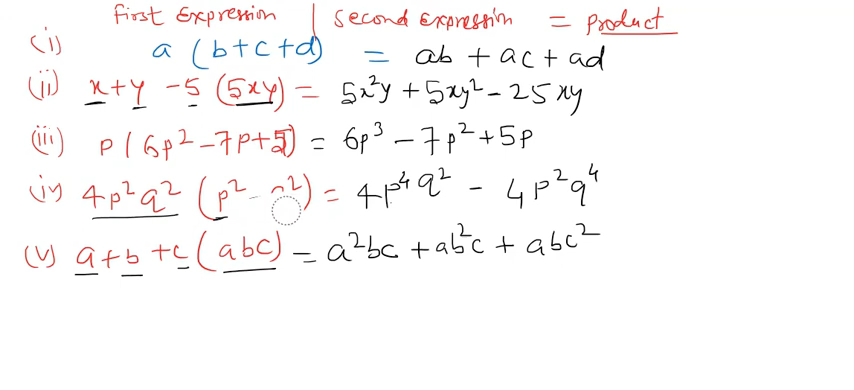 First Expression | Second Expression = Product
(i) a (b+c+d) = ab + ac + ad
(ii) x+y -5 (5xy) = 5x²y + 5xy² - 25xy
(iii) p (6p² - 7p + 5) = 6p³ - 7p² + 5p
(iv) 4p²q² (p² - q²) = 4p⁴q² - 4p²q⁴
(v) a+b+c (abc) = a²bc + ab²c + abc²